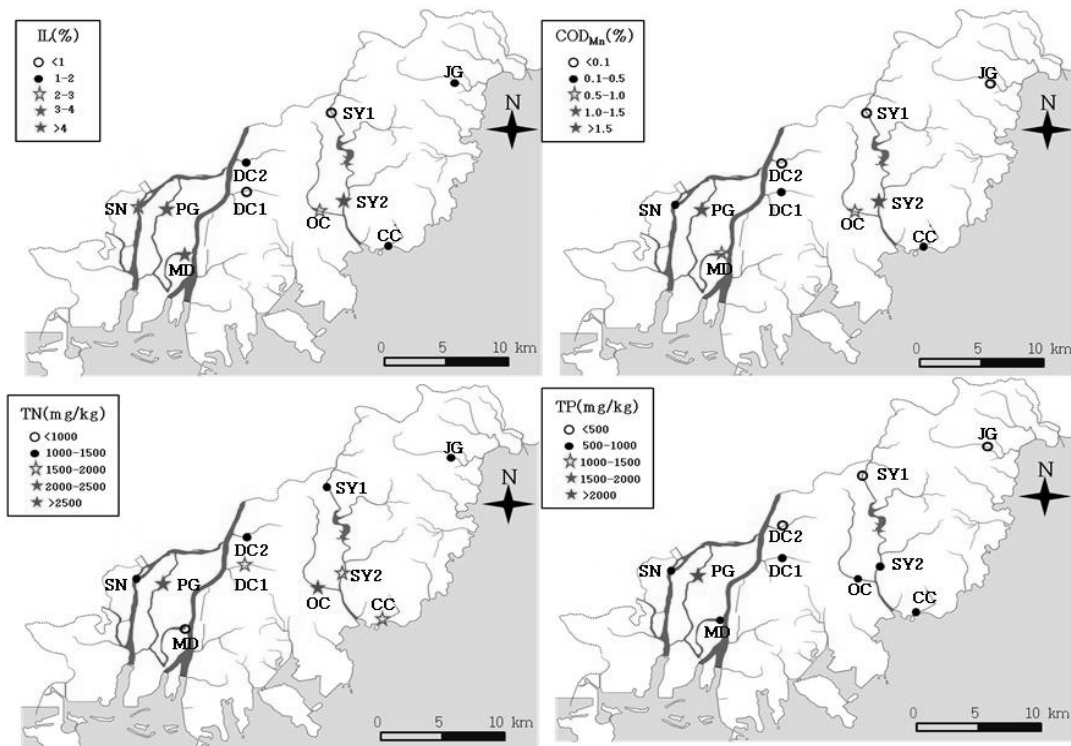 IL(%)
<1
1-2
2-3
3-4
>4
JG
SY1
DC2
DC1
SN
PG
SY2
OC
CC
MD
N
0 5 10 km
COD Mn(%)
<0.1
0.1-0.5
0.5-1.0
1.0-1.5
>1.5
JG
SY1
DC2
DC1
SN
PG
SY2
OC
CC
MD
N
0 5 10 km
TN(mg/kg)
<1000
1000-1500
1500-2000
2000-2500
>2500
JG
SY1
DC2
DC1
SN
PG
SY2
OC
CC
MD
N
0 5 10 km
TP(mg/kg)
<500
500-1000
1000-1500
1500-2000
>2000
JG
SY1
DC2
DC1
SN
PG
SY2
OC
CC
MD
N
0 5 10 km